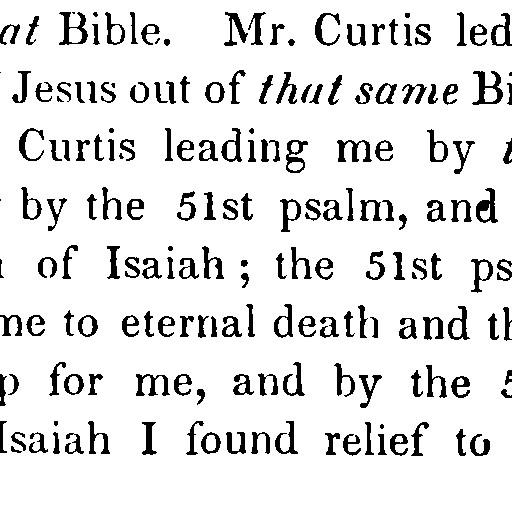 at Bible. Mr. Curtis led
Jesus out of that same Bi
Curtis leading me by t
by the 51st psalm, and
of Isaiah ; the 51st ps
me to eternal death and th
p for me, and by the 5
Isaiah I found relief to